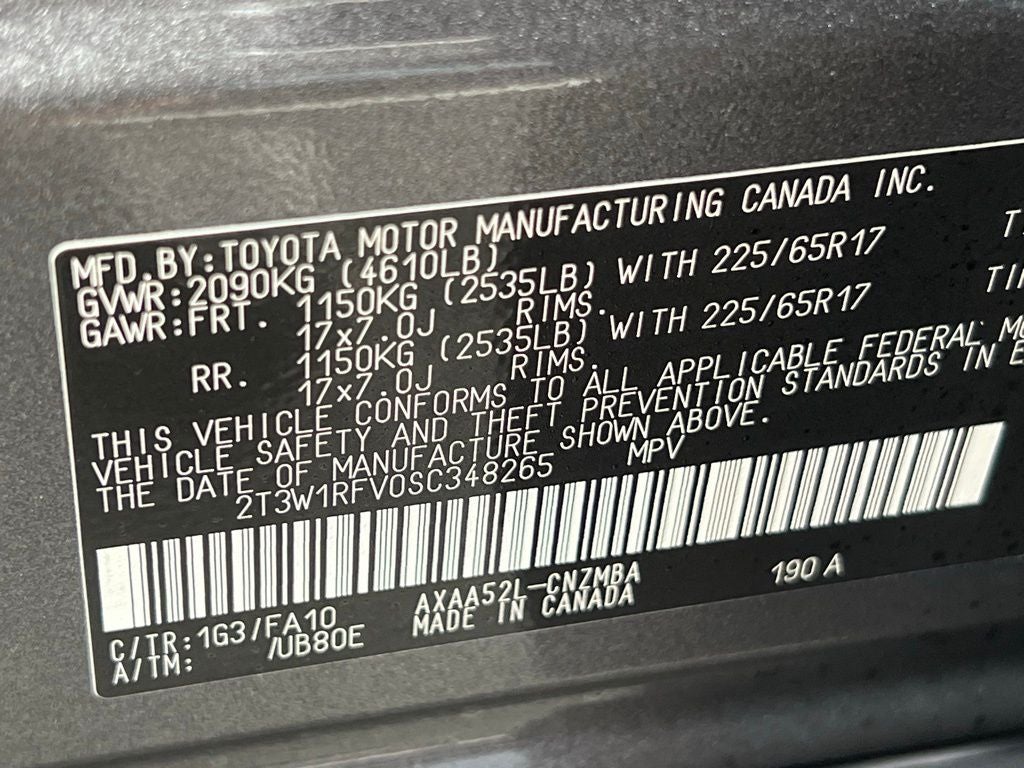 MFD.BY:TOYOTA MOTOR MANUFACTURING CANADA INC.
GVWR:2090KG (4610LB)
GAWR:FRT. 1150KG (2535LB) WITH 225/65R17 TI
17x7.0J RIMS.
RR. 1150KG (2535LB) WITH 225/65R17 TIR
17x7.0J RIMS.
THIS VEHICLE CONFORMS TO ALL APPLICABLE FEDERAL MO
VEHICLE SAFETY AND THEFT PREVENTION STANDARDS IN E
THE DATE OF MANUFACTURE SHOWN ABOVE.
2T3W1RFV0SC348265 MPV
C/TR:1G3/FA10 AXAA52L-CNZMBA 190 A
A/TM: /UB80E MADE IN CANADA